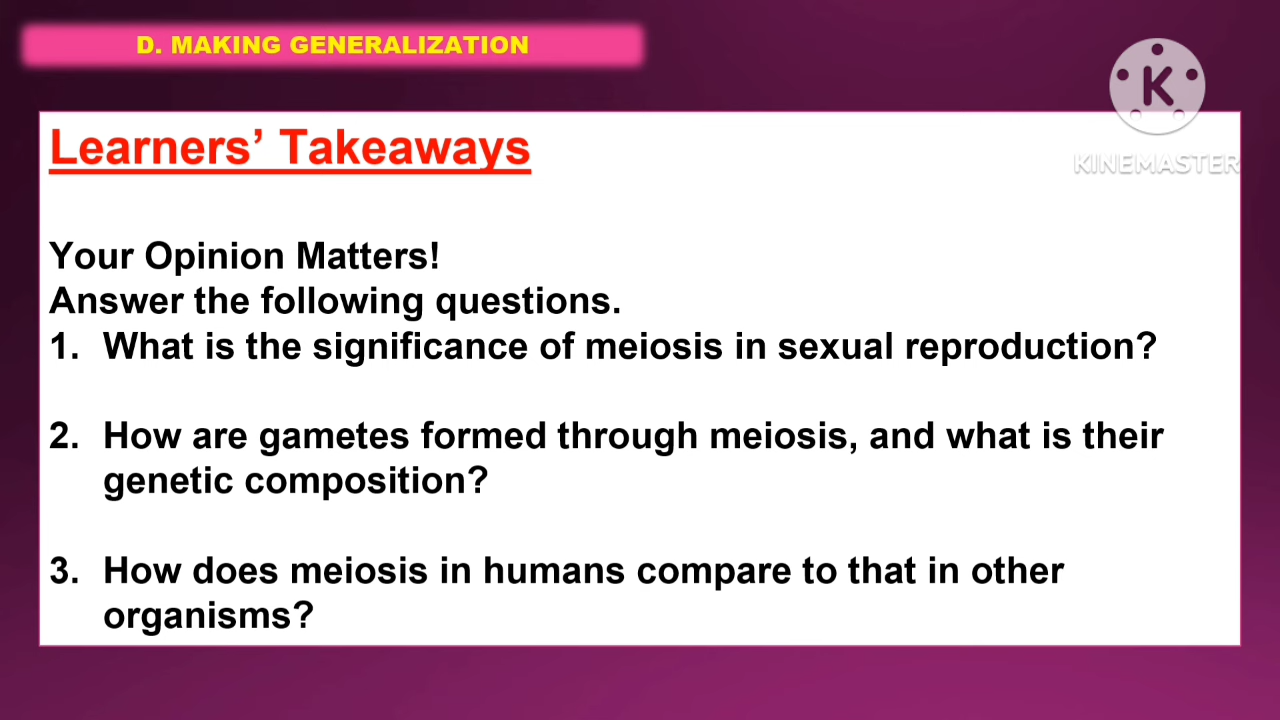 D. MAKING GENERALIZATION
K
KINEMASTER
Learners’ Takeaways
Your Opinion Matters!
Answer the following questions.
1. What is the significance of meiosis in sexual reproduction?
2. How are gametes formed through meiosis, and what is their
genetic composition?
3. How does meiosis in humans compare to that in other
organisms?